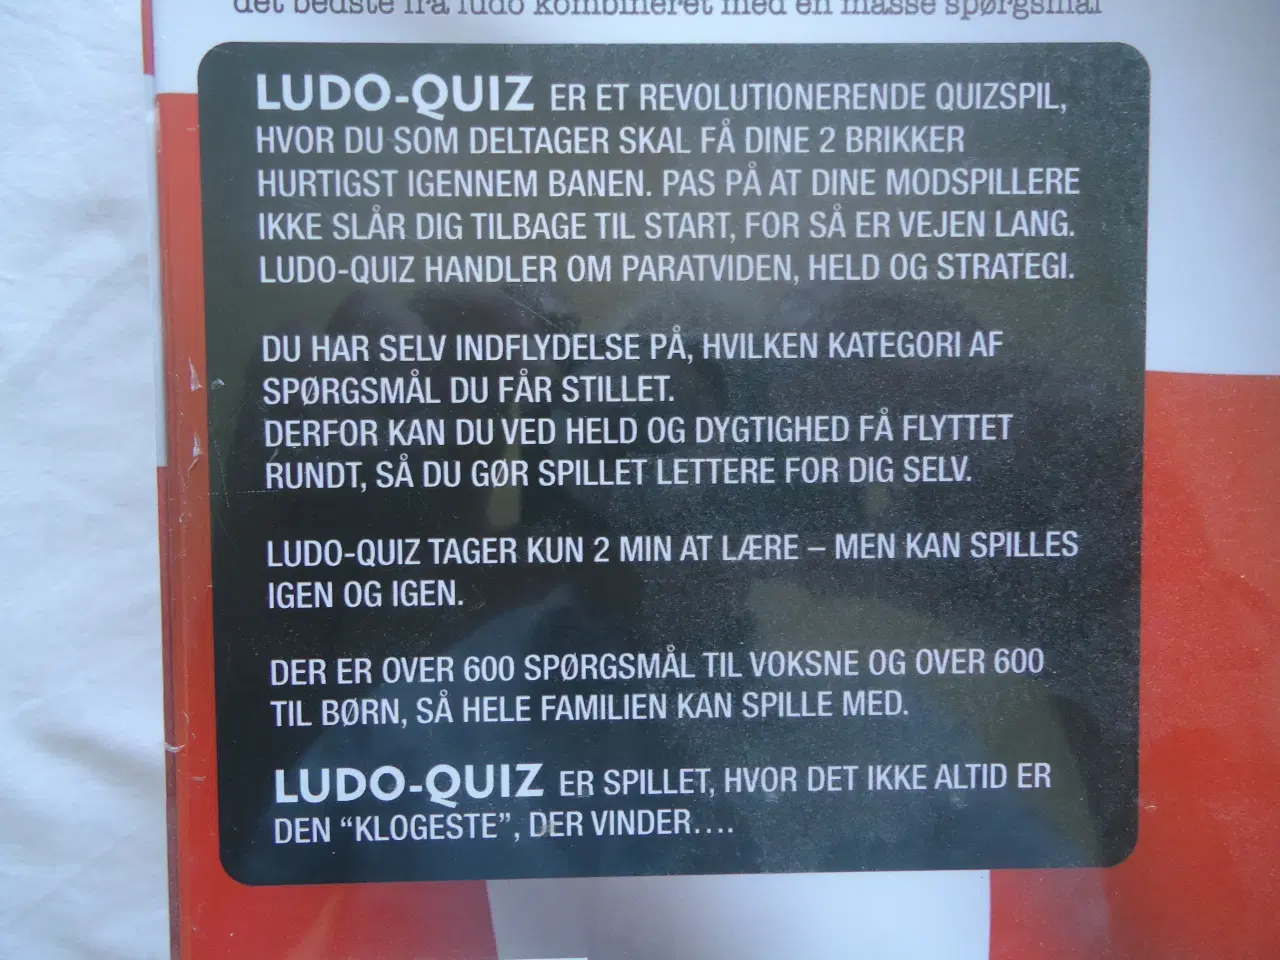 det bedste fra ludo kombineret med en masse spørgsmål
LUDO-QUIZ ER ET REVOLUTIONERENDE QUIZSPIL,
HVOR DU SOM DELTAGER SKAL FÅ DINE 2 BRIKKER
HURTIGST IGENNEM BANEN. PAS PÅ AT DINE MODSPILLERE
IKKE SLÅR DIG TILBAGE TIL START, FOR SÅ ER VEJEN LANG.
LUDO-QUIZ HANDLER OM PARATVIDEN, HELD OG STRATEGI.
DU HAR SELV INDFLYDELSE PÅ, HVILKEN KATEGORI AF
SPØRGSMÅL DU FÅR STILLET.
DERFOR KAN DU VED HELD OG DYGTIGHED FÅ FLYTTET
RUNDT, SÅ DU GØR SPILLET LETTERE FOR DIG SELV.
LUDO-QUIZ TAGER KUN 2 MIN AT LÆRE – MEN KAN SPILLES
IGEN OG IGEN.
DER ER OVER 600 SPØRGSMÅL TIL VOKSNE OG OVER 600
TIL BØRN, SÅ HELE FAMILIEN KAN SPILLE MED.
LUDO-QUIZ ER SPILLET, HVOR DET IKKE ALTID ER
DEN “KLOGESTE”, DER VINDER....